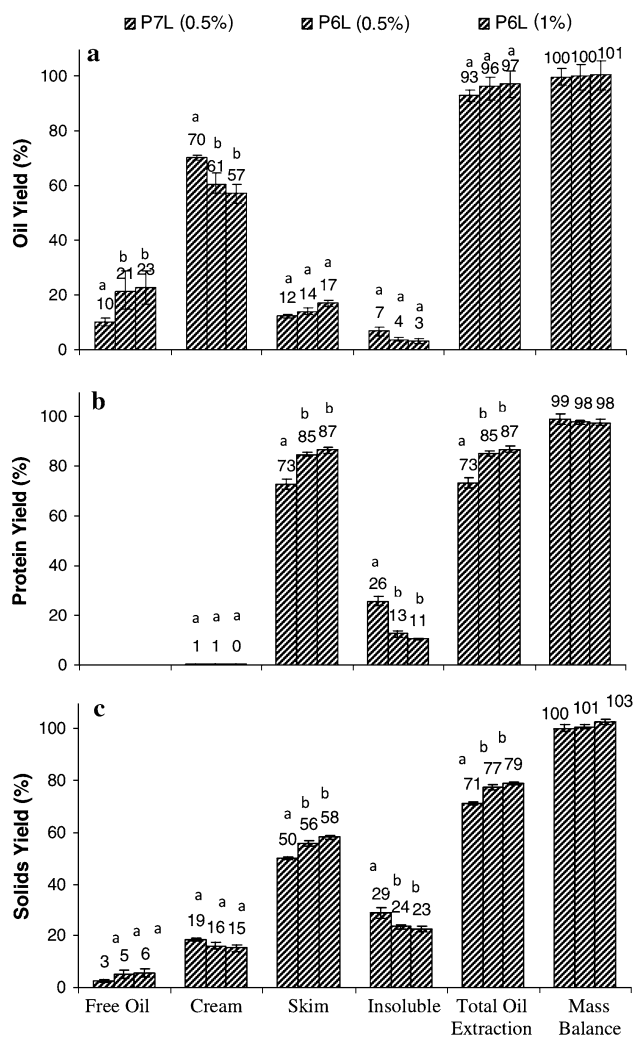 P7L (0.5%) P6L (0.5%) P6L (1%)
a
Oil Yield (%)
100
80
60
40
20
0
a b b
10 21 23
a b b
70 61 57
a a a
12 14 17
a a a
7 4 3
a a a
93 96 97
100 100 101
b
Protein Yield (%)
100
80
60
40
20
0
a a a
1 1 0
a b b
73 85 87
a b b
26 13 11
a b b
73 85 87
99 98 98
c
Solids Yield (%)
100
80
60
40
20
0
a a a
3 5 6
a a a
19 16 15
a b b
50 56 58
a b b
29 24 23
a b b
71 77 79
100 101 103
Free Oil Cream Skim Insoluble Total Oil Mass
Extraction Balance